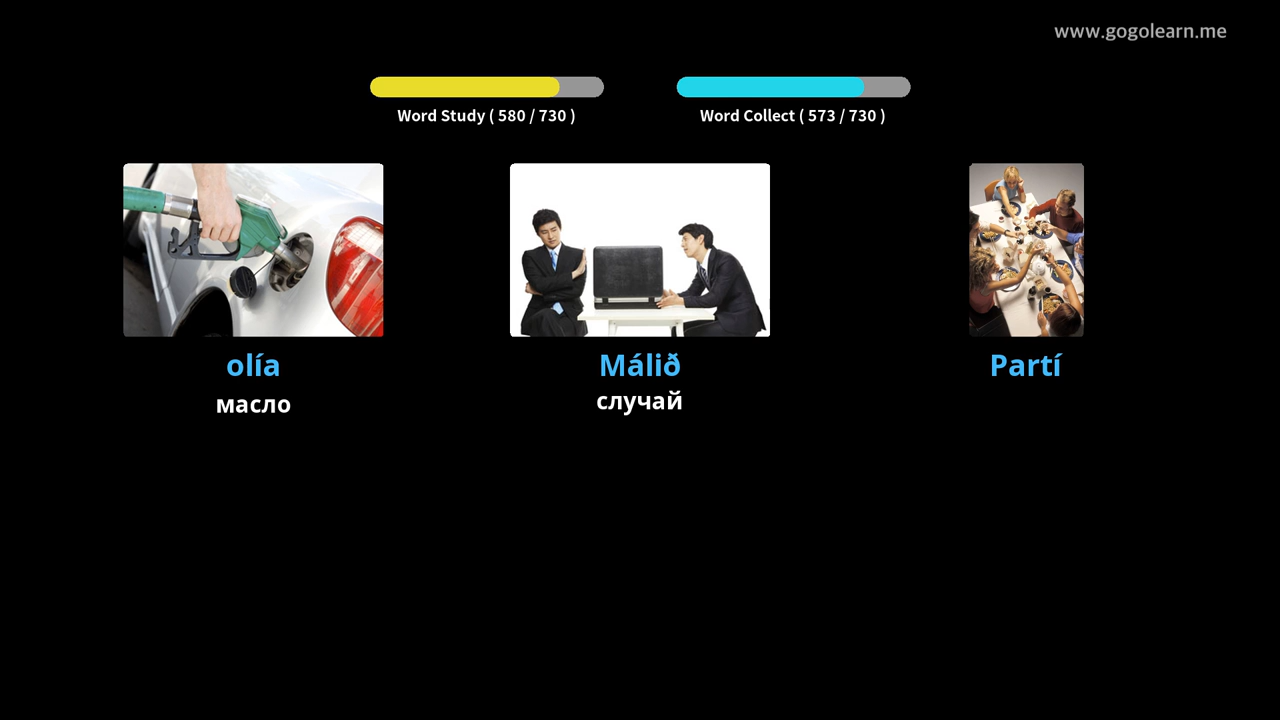 www.gogolearn.me
Word Study ( 580 / 730 )
Word Collect ( 573 / 730 )
olía
Málið
Partí
масло
случай